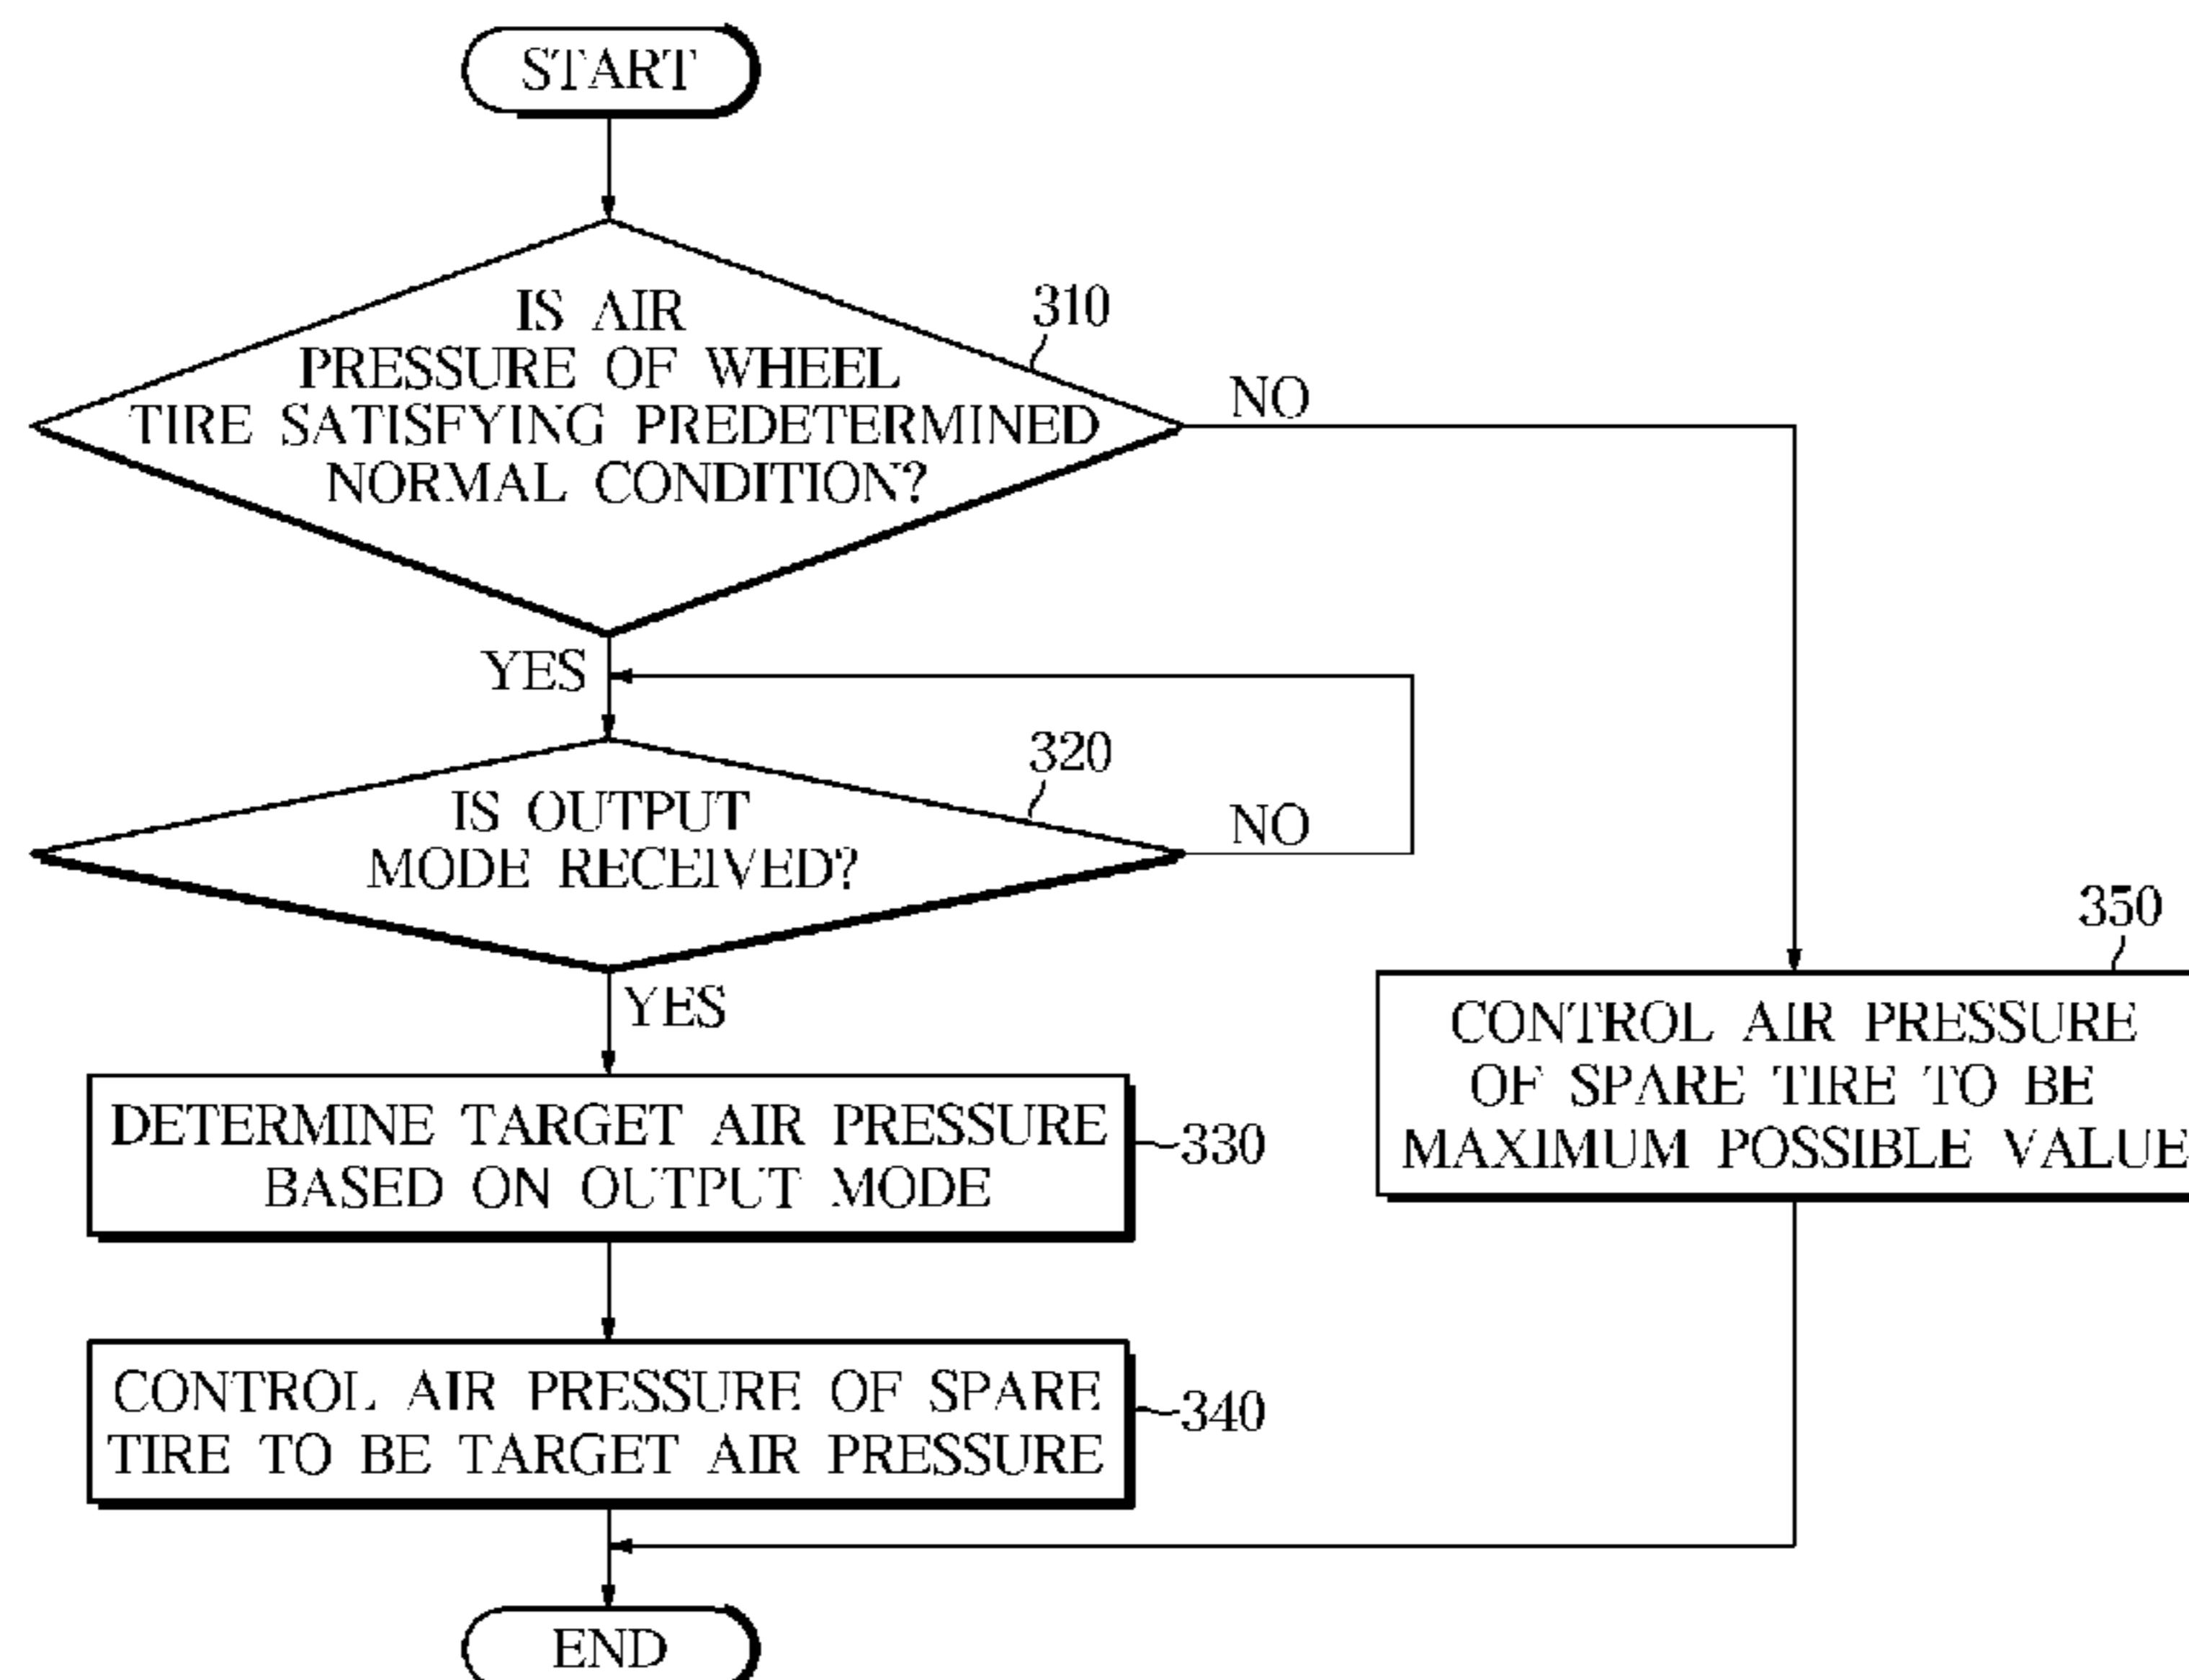 START
IS AIR
PRESSURE OF WHEEL
TIRE SATISFYING PREDETERMINED
NORMAL CONDITION?
310
NO
YES
IS OUTPUT
MODE RECEIVED?
320
NO
YES
DETERMINE TARGET AIR PRESSURE
BASED ON OUTPUT MODE
330
CONTROL AIR PRESSURE OF SPARE
TIRE TO BE TARGET AIR PRESSURE
340
350
CONTROL AIR PRESSURE
OF SPARE TIRE TO BE
MAXIMUM POSSIBLE VALUE
END